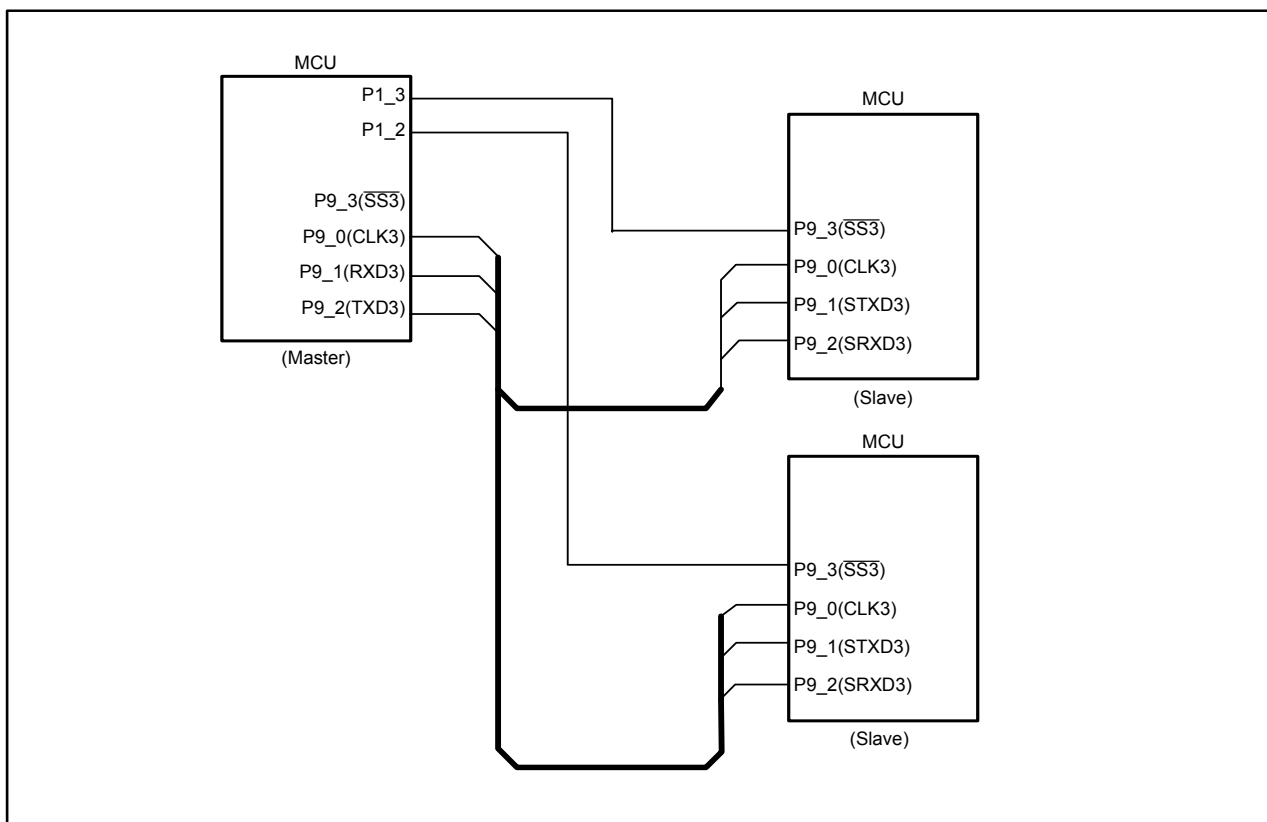 MCU
P1_3
P1_2
P9_3(SS3)
P9_0(CLK3)
P9_1(RXD3)
P9_2(TXD3)
(Master)
MCU
P9_3(SS3)
P9_0(CLK3)
P9_1(STXD3)
P9_2(SRXD3)
(Slave)
MCU
P9_3(SS3)
P9_0(CLK3)
P9_1(STXD3)
P9_2(SRXD3)
(Slave)